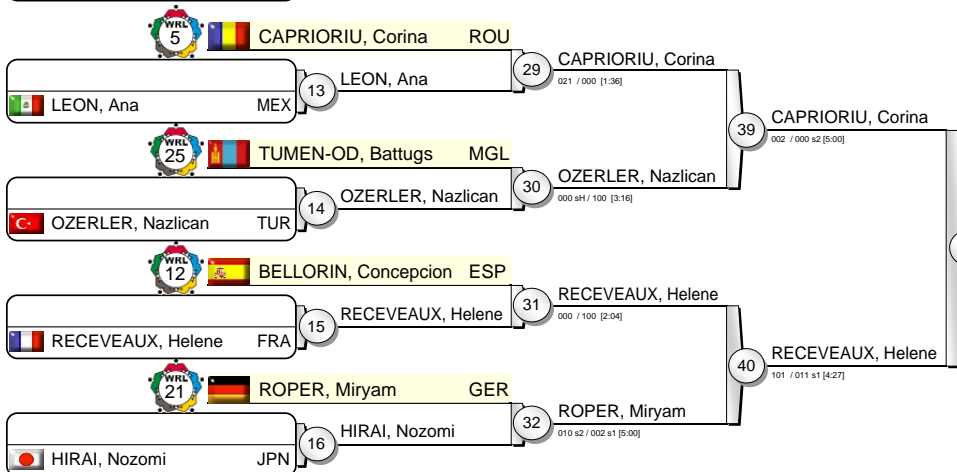 WRL 5 CAPRIORIU, Corina ROU
LEON, Ana MEX
13 LEON, Ana
29 CAPRIORIU, Corina
021 / 000 [1:36]
WRL 25 TUMEN-OD, Battugs MGL
OZERLER, Nazlican TUR
14 OZERLER, Nazlican
30 OZERLER, Nazlican
000 sH / 100 [3:16]
39 CAPRIORIU, Corina
002 / 000 s2 [5:00]
WRL 12 BELLORIN, Concepcion ESP
RECEVEAUX, Helene FRA
15 RECEVEAUX, Helene
31 RECEVEAUX, Helene
000 / 100 [2:04]
WRL 21 ROPER, Miryam GER
HIRAI, Nozomi JPN
16 HIRAI, Nozomi
32 ROPER, Miryam
010 s2 / 002 s1 [5:00]
40 RECEVEAUX, Helene
101 / 011 s1 [4:27]